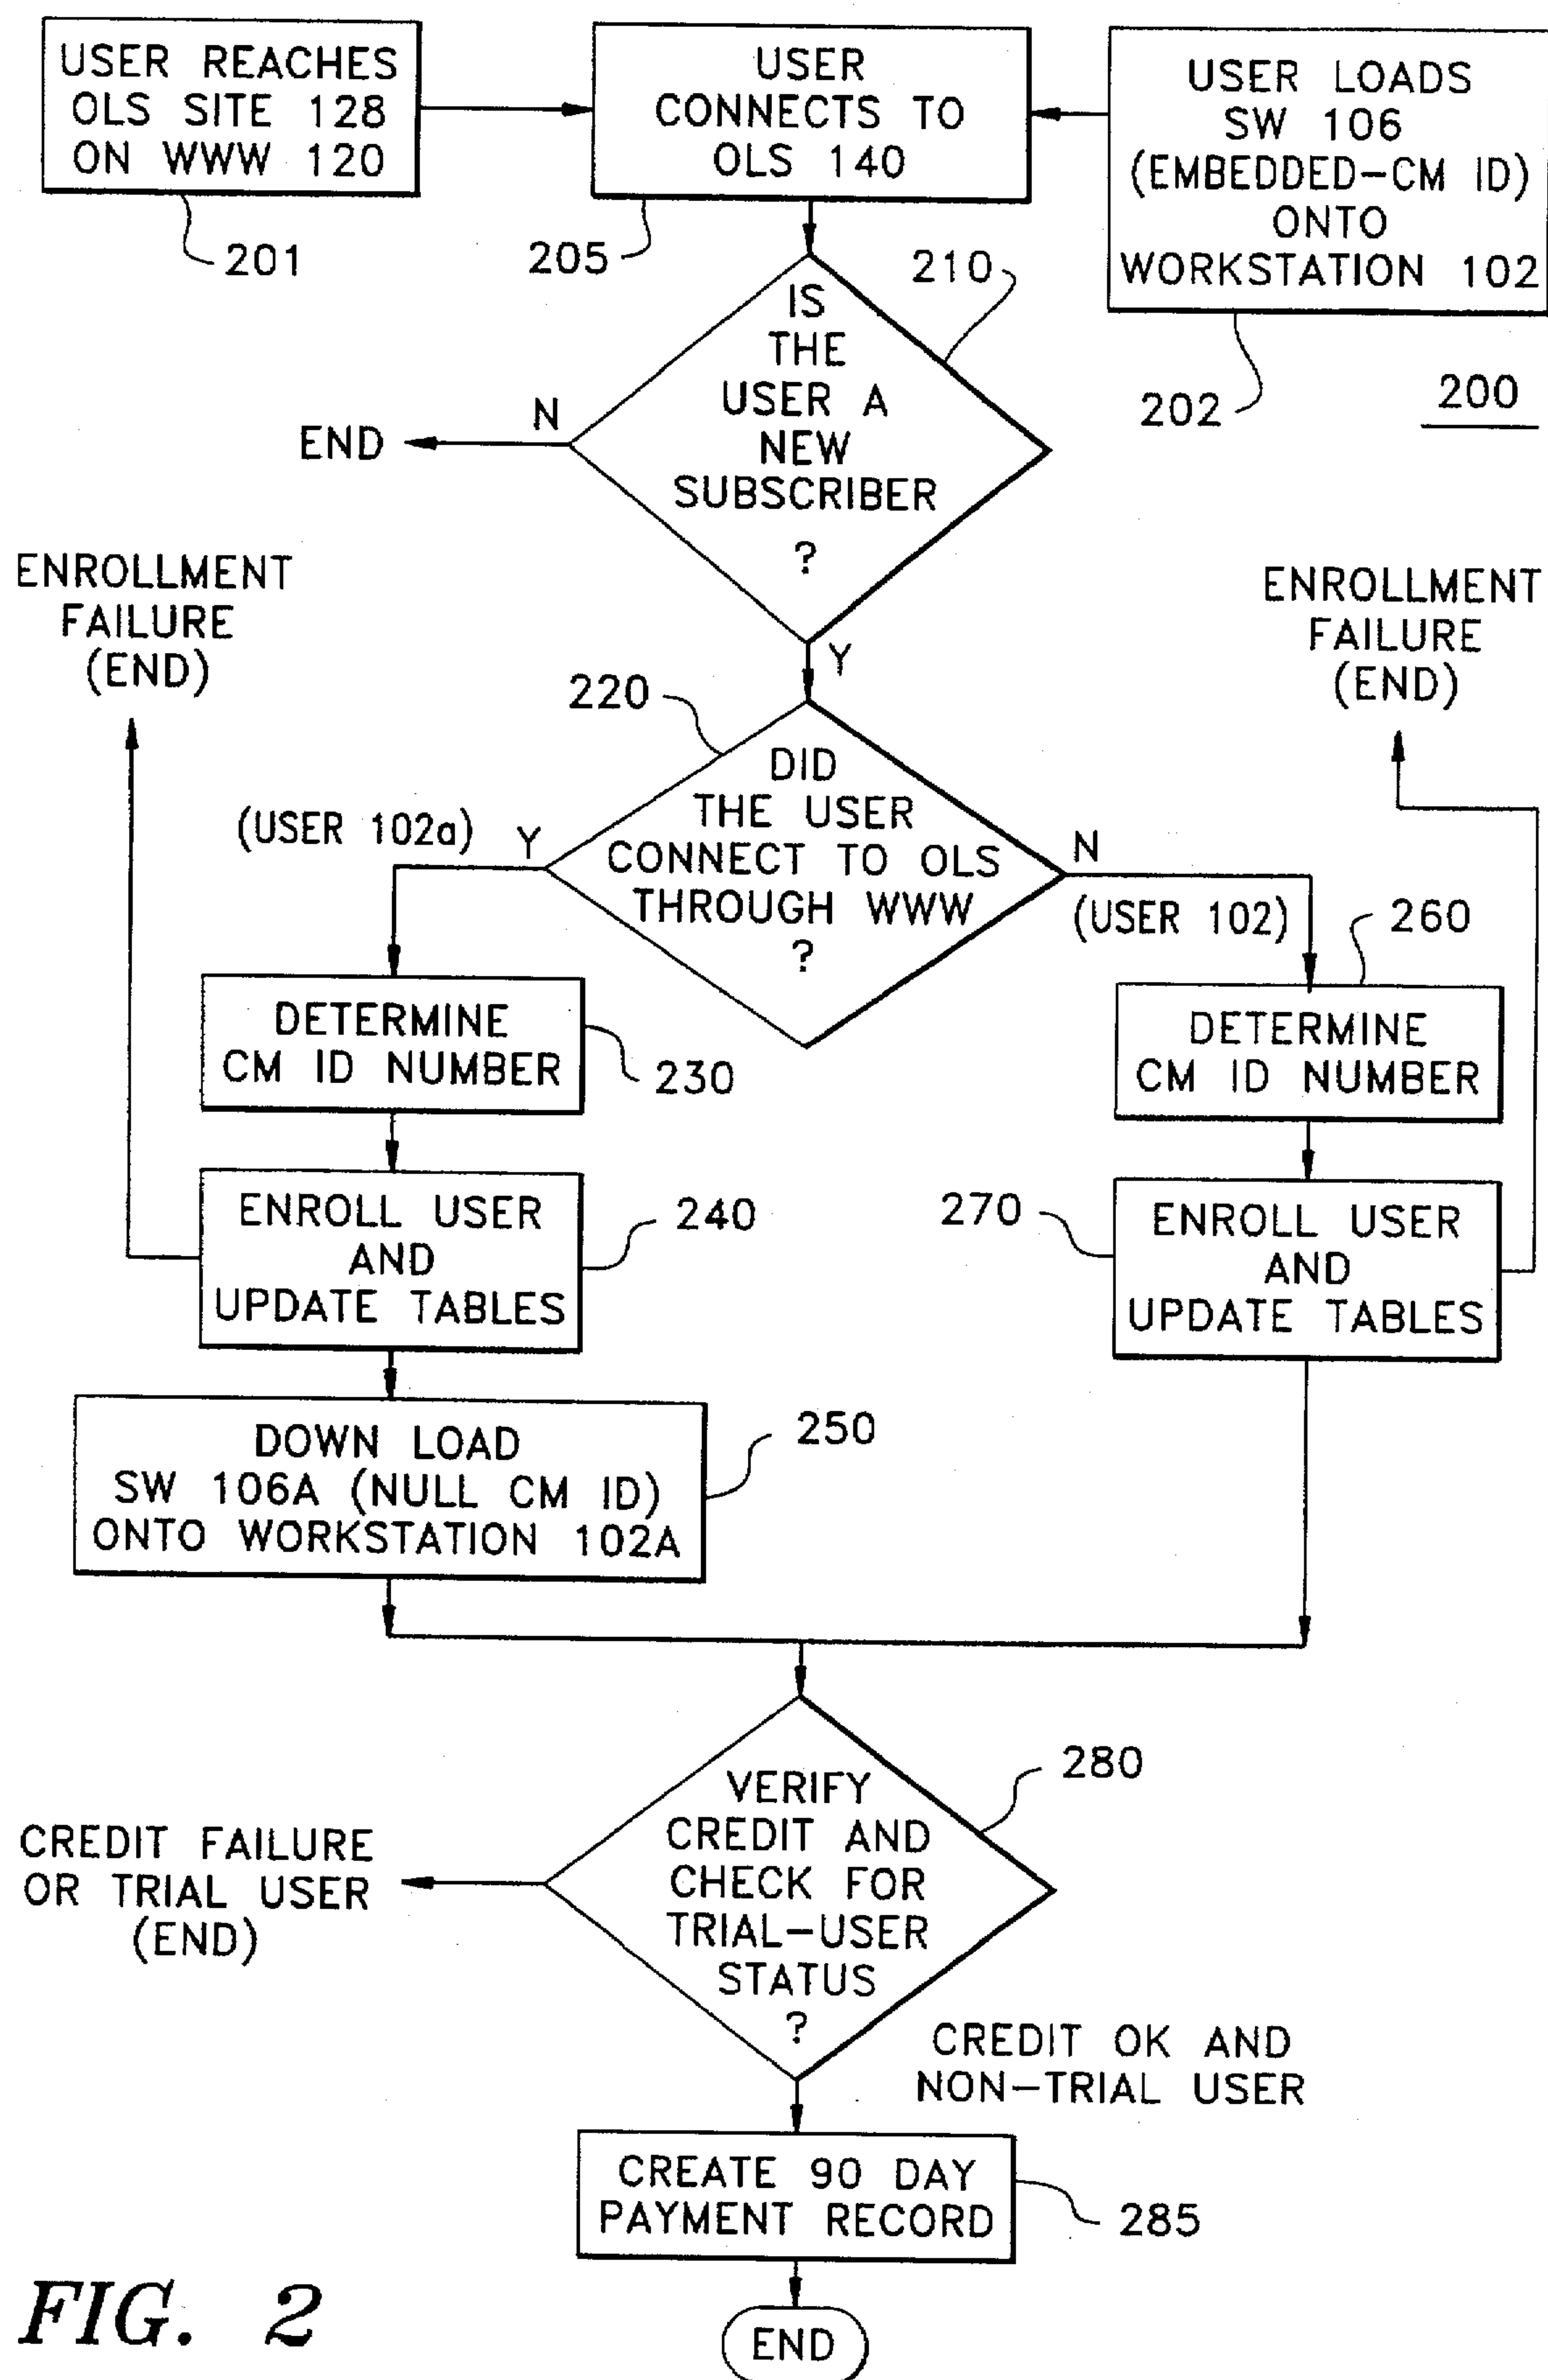 USER REACHES
OLS SITE 128
ON WWW 120
201
USER
CONNECTS TO
OLS 140
205
USER LOADS
SW 106
(EMBEDDED-CM ID)
ONTO
WORKSTATION 102
202
200
210
IS
THE
USER A
NEW
SUBSCRIBER
?
N
END
Y
ENROLLMENT
FAILURE
(END)
ENROLLMENT
FAILURE
(END)
220
DID
THE USER
CONNECT TO OLS
THROUGH WWW
?
(USER 102a)
Y
N
(USER 102)
260
DETERMINE
CM ID NUMBER
230
DETERMINE
CM ID NUMBER
ENROLL USER
AND
UPDATE TABLES
240
270
ENROLL USER
AND
UPDATE TABLES
DOWN LOAD
SW 106A (NULL CM ID)
ONTO WORKSTATION 102A
250
280
VERIFY
CREDIT AND
CHECK FOR
TRIAL-USER
STATUS
?
CREDIT FAILURE
OR TRIAL USER
(END)
CREDIT OK AND
NON-TRIAL USER
CREATE 90 DAY
PAYMENT RECORD
285
END
FIG. 2